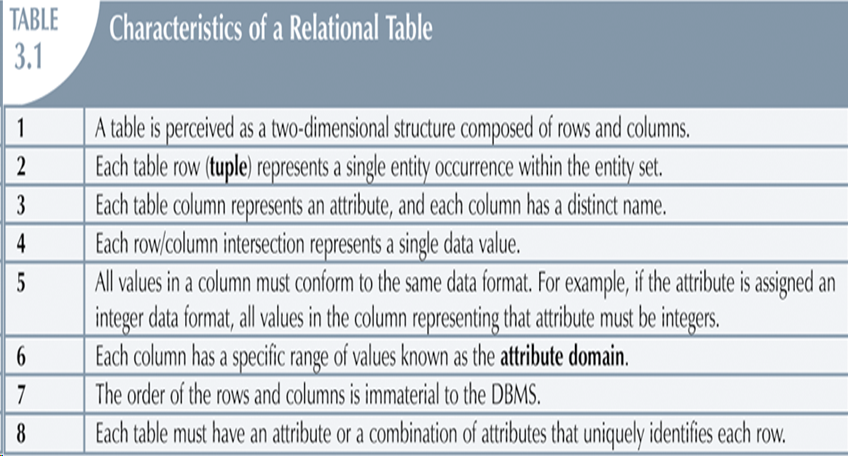 TABLE
3.1
Characteristics of a Relational Table
1 A table is perceived as a two-dimensional structure composed of rows and columns.
2 Each table row (tuple) represents a single entity occurrence within the entity set.
3 Each table column represents an attribute, and each column has a distinct name.
4 Each row/column intersection represents a single data value.
5 All values in a column must conform to the same data format. For example, if the attribute is assigned an
integer data format, all values in the column representing that attribute must be integers.
6 Each column has a specific range of values known as the attribute domain.
7 The order of the rows and columns is immaterial to the DBMS.
8 Each table must have an attribute or a combination of attributes that uniquely identifies each row.